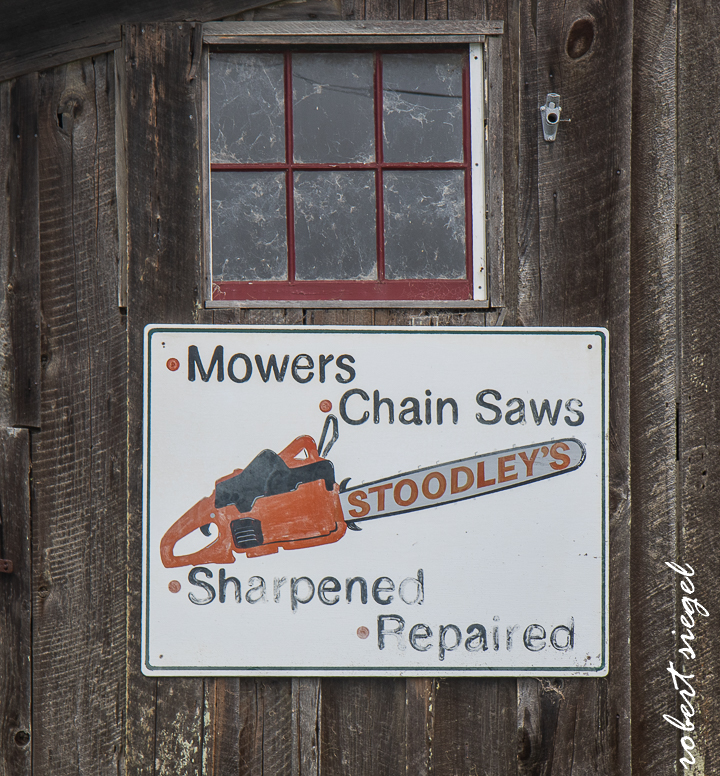 Mowers
Chain Saws
STOODLEY'S
Sharpened
Repaired
robert siegel